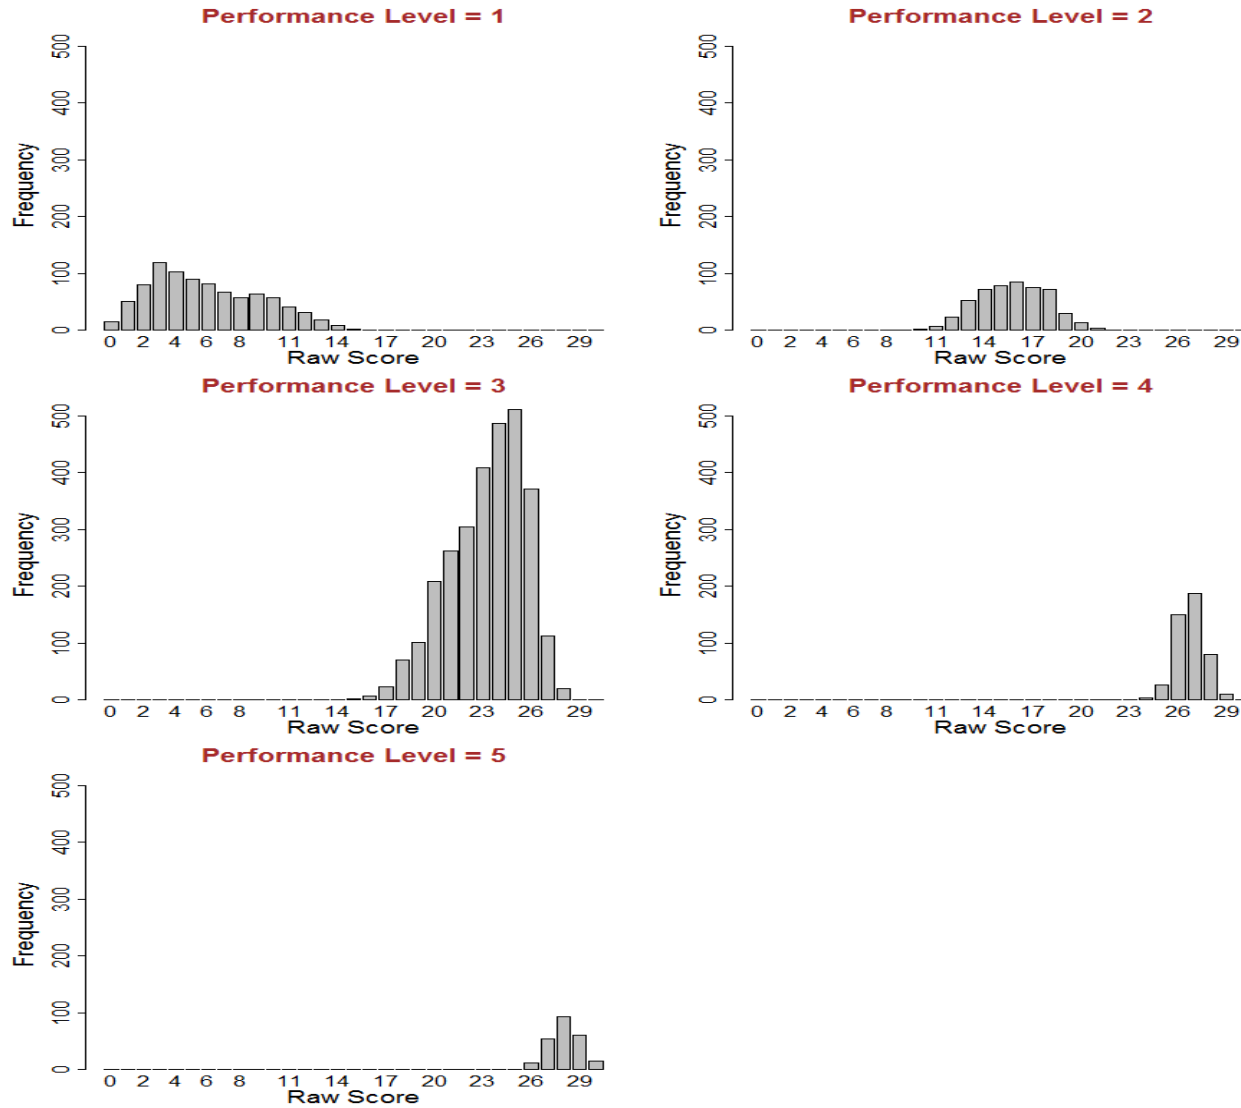 Performance Level = 1
500
400
300
200
100
0
Frequency
0 2 4 6 8 11 14 17 20 23 26 29
Raw Score
Performance Level = 2
500
400
300
200
100
0
Frequency
0 2 4 6 8 11 14 17 20 23 26 29
Raw Score
Performance Level = 3
500
400
300
200
100
0
Frequency
0 2 4 6 8 11 14 17 20 23 26 29
Raw Score
Performance Level = 4
500
400
300
200
100
0
Frequency
0 2 4 6 8 11 14 17 20 23 26 29
Raw Score
Performance Level = 5
500
400
300
200
100
0
Frequency
0 2 4 6 8 11 14 17 20 23 26 29
Raw Score